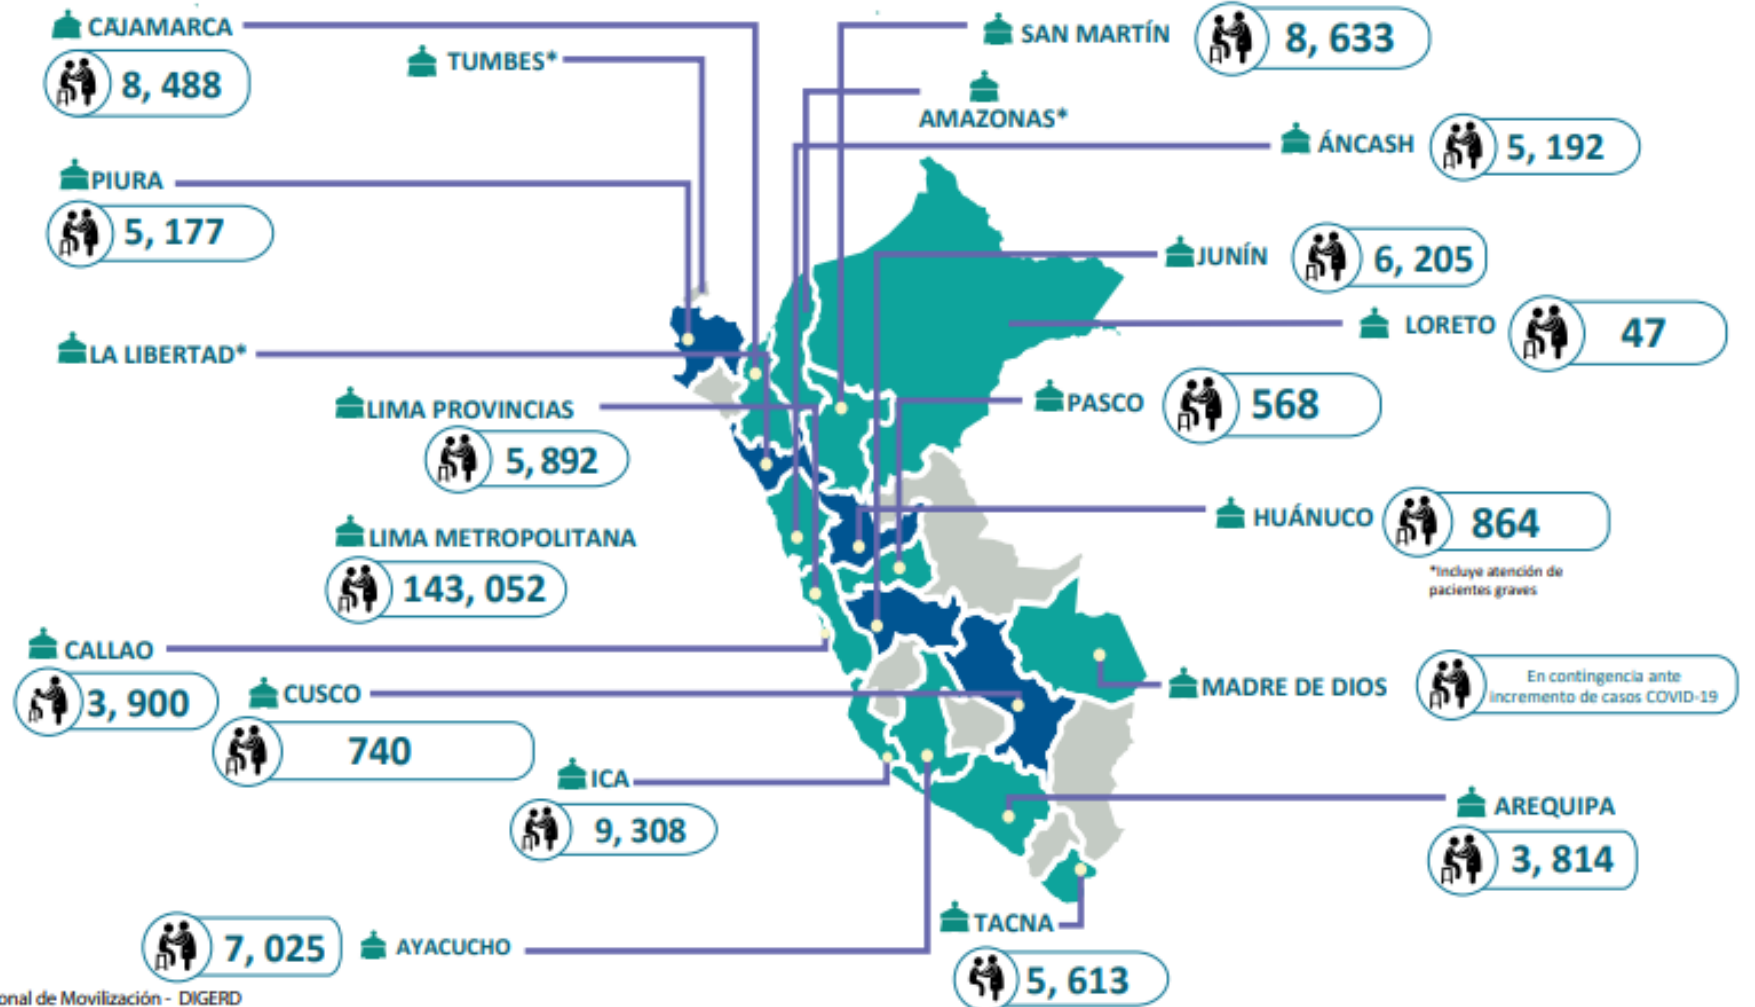 CAJAMARCA
8, 488
TUMBES*
SAN MARTÍN
8, 633
AMAZONAS*
ÁNCASH
5, 192
PIURA
5, 177
JUNÍN
6, 205
LORETO
47
LA LIBERTAD*
LIMA PROVINCIAS
5, 892
PASCO
568
HUÁNUCO
864
*Incluye atención de
pacientes graves
LIMA METROPOLITANA
143, 052
CALLAO
3, 900
CUSCO
740
MADRE DE DIOS
En contingencia ante
incremento de casos COVID-19
ICA
9, 308
AREQUIPA
3, 814
TACNA
5, 613
7, 025
AYACUCHO
onal de Movilización - DIGERD